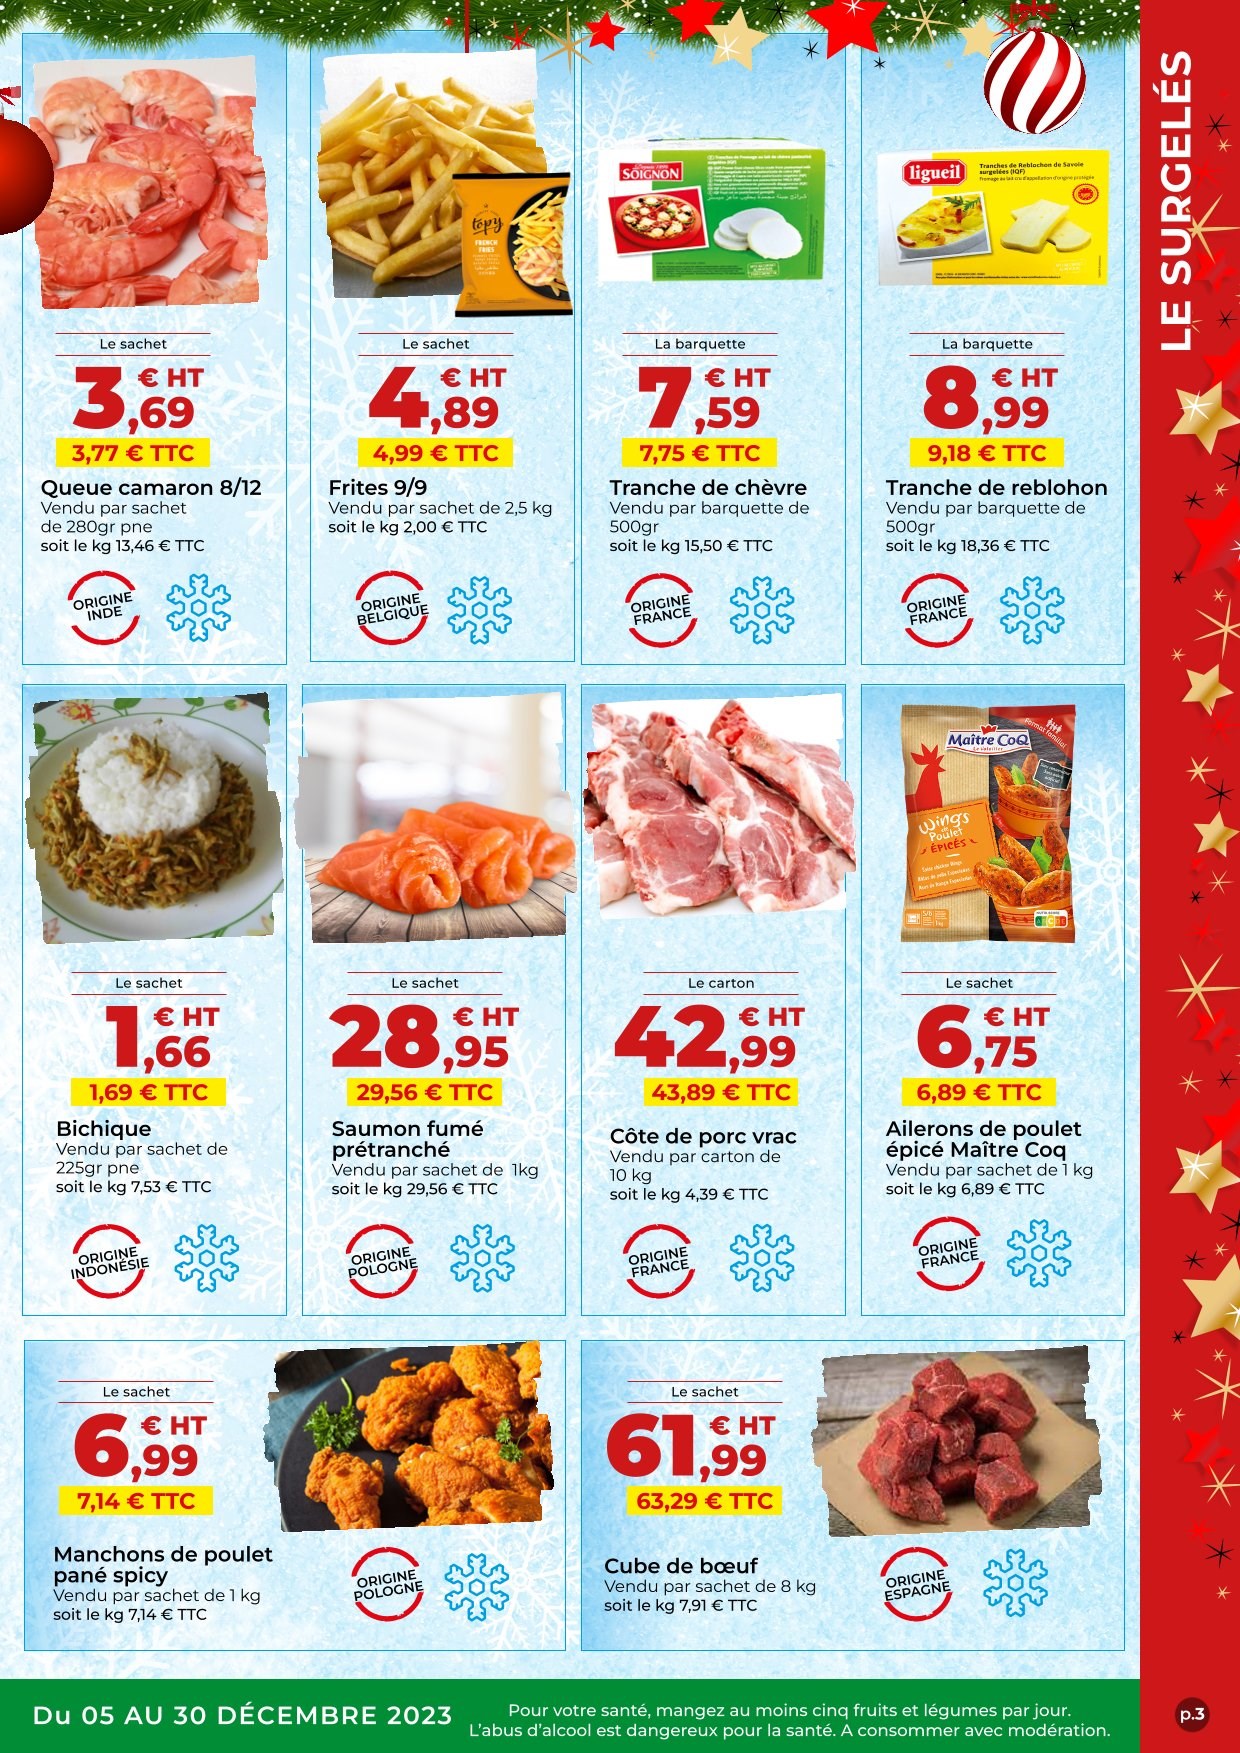 LE SURGELÉS
topy
FRENCH
FRIES
SOIGNON
ligueil
Tranches de Reblochon de Savoie
surgelées (IQF)
Le sachet
3,69 € HT
3,77 € TTC
Queue camaron 8/12
Vendu par sachet
de 280gr pne
soit le kg 13,46 € TTC
ORIGINE
INDE
Le sachet
4,89 € HT
4,99 € TTC
Frites 9/9
Vendu par sachet de 2,5 kg
soit le kg 2,00 € TTC
ORIGINE
BELGIQUE
La barquette
7,59 € HT
7,75 € TTC
Tranche de chèvre
Vendu par barquette de
500gr
soit le kg 15,50 € TTC
ORIGINE
FRANCE
La barquette
8,99 € HT
9,18 € TTC
Tranche de reblohon
Vendu par barquette de
500gr
soit le kg 18,36 € TTC
ORIGINE
FRANCE
Maître CoQ
Format familial
Wings
de
Poulet
ÉPICÉS
Le sachet
1,66 € HT
1,69 € TTC
Bichique
Vendu par sachet de
225gr pne
soit le kg 7,53 € TTC
ORIGINE
INDONÉSIE
Le sachet
28,95 € HT
29,56 € TTC
Saumon fumé
prétranché
Vendu par sachet de 1kg
soit le kg 29,56 € TTC
ORIGINE
POLOGNE
Le carton
42,99 € HT
43,89 € TTC
Côte de porc vrac
Vendu par carton de
10 kg
soit le kg 4,39 € TTC
ORIGINE
FRANCE
Le sachet
6,75 € HT
6,89 € TTC
Ailerons de poulet
épicé Maître Coq
Vendu par sachet de 1 kg
soit le kg 6,89 € TTC
ORIGINE
FRANCE
Le sachet
6,99 € HT
7,14 € TTC
Manchons de poulet
pané spicy
Vendu par sachet de 1 kg
soit le kg 7,14 € TTC
ORIGINE
POLOGNE
Le sachet
61,99 € HT
63,29 € TTC
Cube de bœuf
Vendu par sachet de 8 kg
soit le kg 7,91 € TTC
ORIGINE
ESPAGNE
Du 05 AU 30 DÉCEMBRE 2023
Pour votre santé, mangez au moins cinq fruits et légumes par jour.
L'abus d'alcool est dangereux pour la santé. A consommer avec modération.
p.3